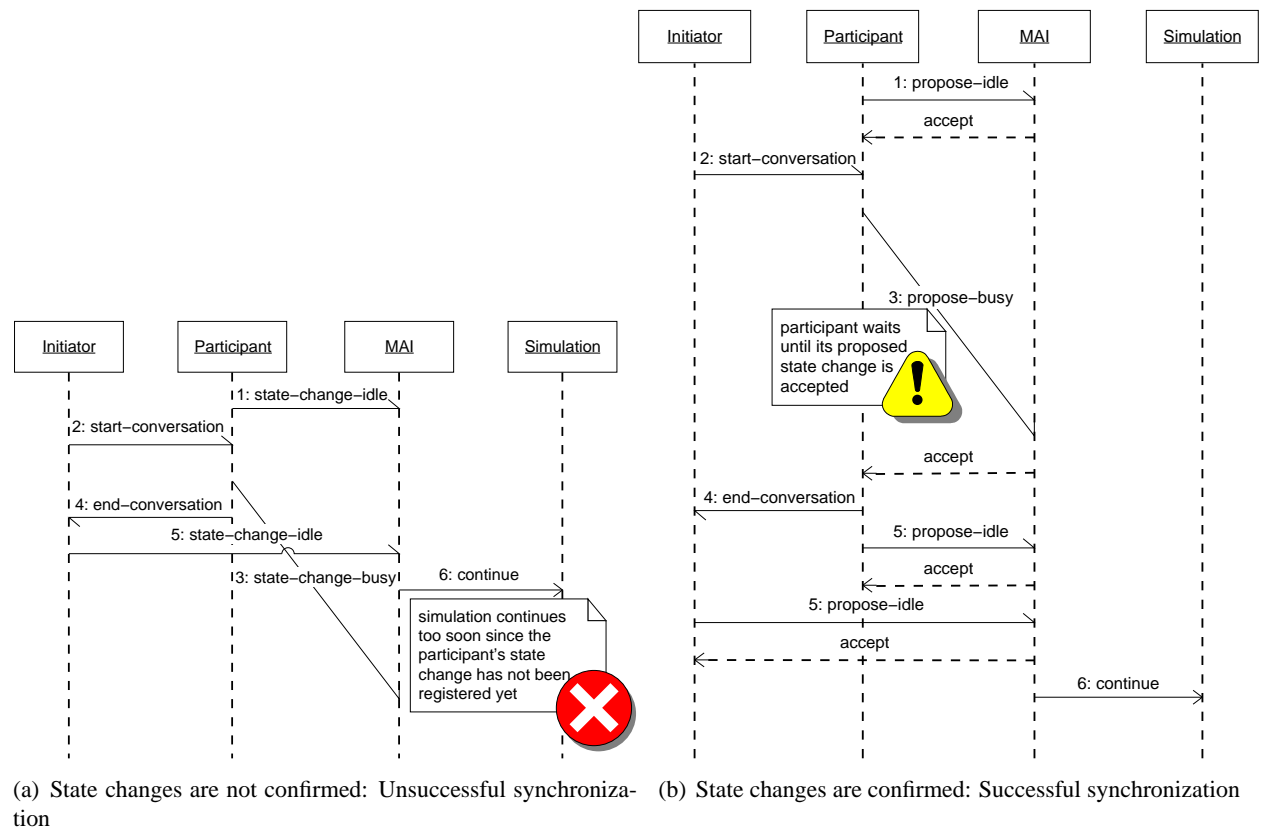 Initiator
Participant
MAI
Simulation
1: state−change−idle
2: start−conversation
4: end−conversation
5: state−change−idle
3: state−change−busy
6: continue
simulation continues
too soon since the
participant's state
change has not been
registered yet
(a) State changes are not confirmed: Unsuccessful synchroniza-
tion
Initiator
Participant
MAI
Simulation
1: propose−idle
accept
2: start−conversation
3: propose−busy
participant waits
until its proposed
state change is
accepted
accept
4: end−conversation
5: propose−idle
accept
5: propose−idle
accept
6: continue
(b) State changes are confirmed: Successful synchronization